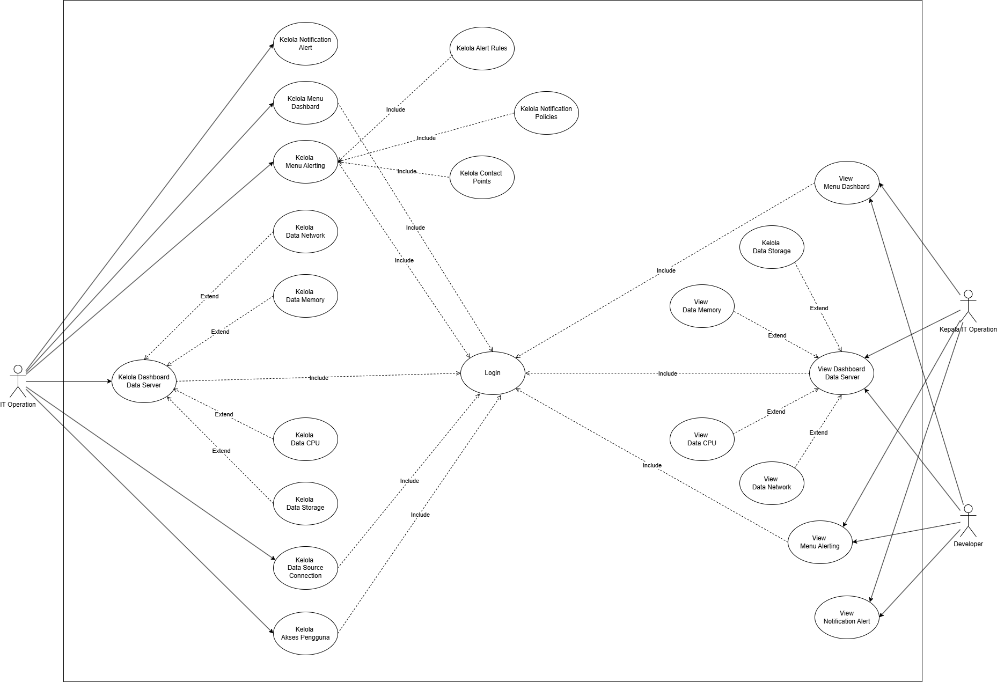 Kelola Notification
Alert
Kelola Alert Rules
Kelola Menu
Dashbard
Include
Kelola Notification
Policies
Include
Include
Kelola
Menu Alerting
Include
Kelola Contact
Points
View
Menu Dashbard
Kelola
Data Network
Include
Include
Include
Kelola
Data Storage
Extend
Kelola
Data Memory
View
Data Memory
Extend
Extend
Extend
Kepala IT Operation
IT Operation
Kelola Dashboard
Data Server
Include
Login
Include
View Dashboard
Data Server
Extend
Extend
Kelola
Data CPU
View
Data CPU
Extend
Extend
Include
Include
Kelola
Data Storage
View
Data Network
Include
View
Menu Alerting
Developer
Kelola
Data Source
Connection
View
Notification Alert
Kelola
Akses Pengguna